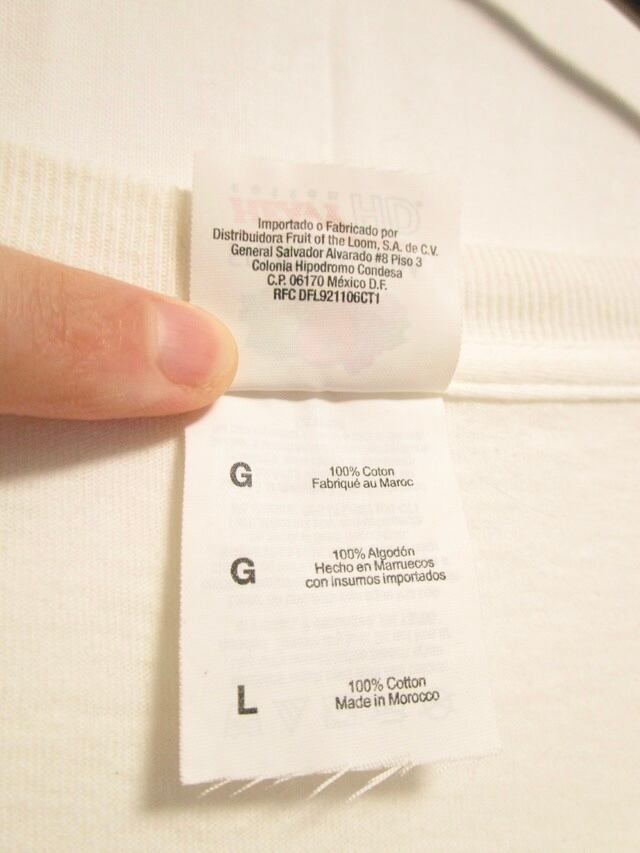 Importado o Fabricado por
Distribuidora Fruit of the Loom, S.A. de C.V.
General Salvador Alvarado #8 Piso 3
Colonia Hipodromo Condesa
C.P. 06170 México D.F.
RFC DFL921106CT1
G
100% Coton
Fabriqué au Maroc
G
100% Algodón
Hecho en Marruecos
con insumos importados
L
100% Cotton
Made in Morocco